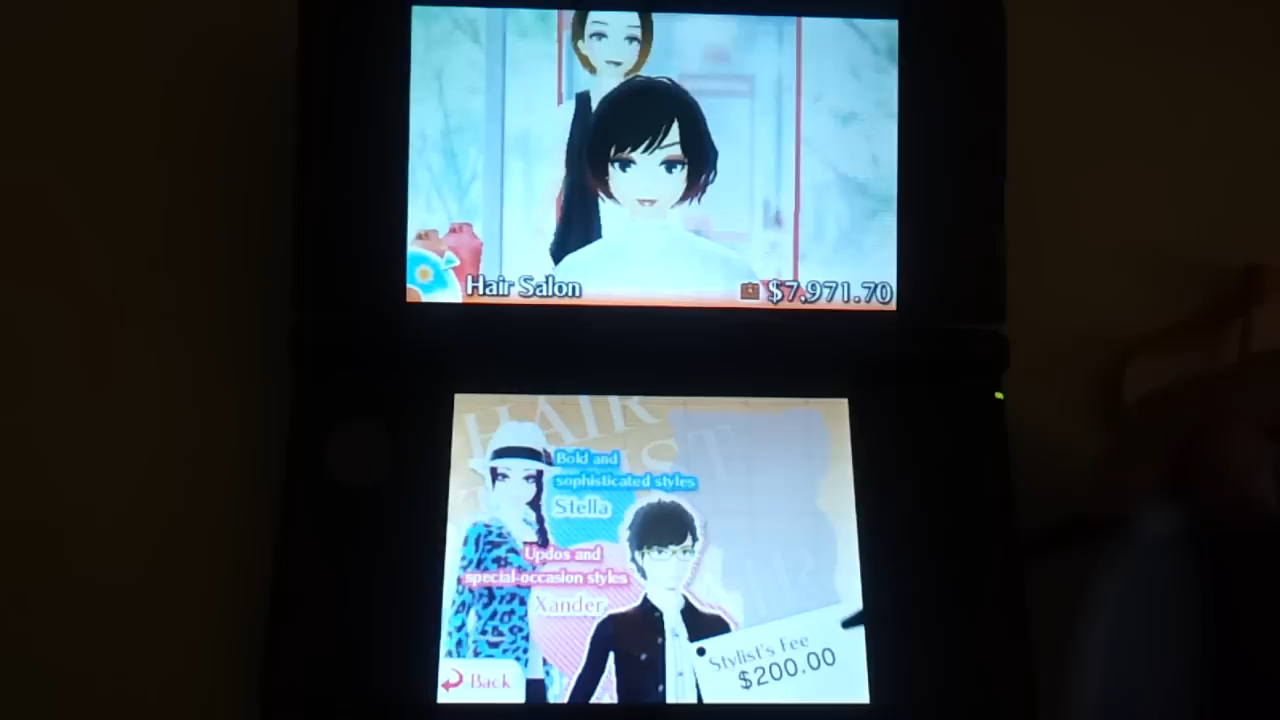 Hair Salon
$7,971.70
HAIR
Bold and
sophisticated styles
Stella
Updos and
special-occasion styles
Xander
Stylist's Fee
$200.00
Back